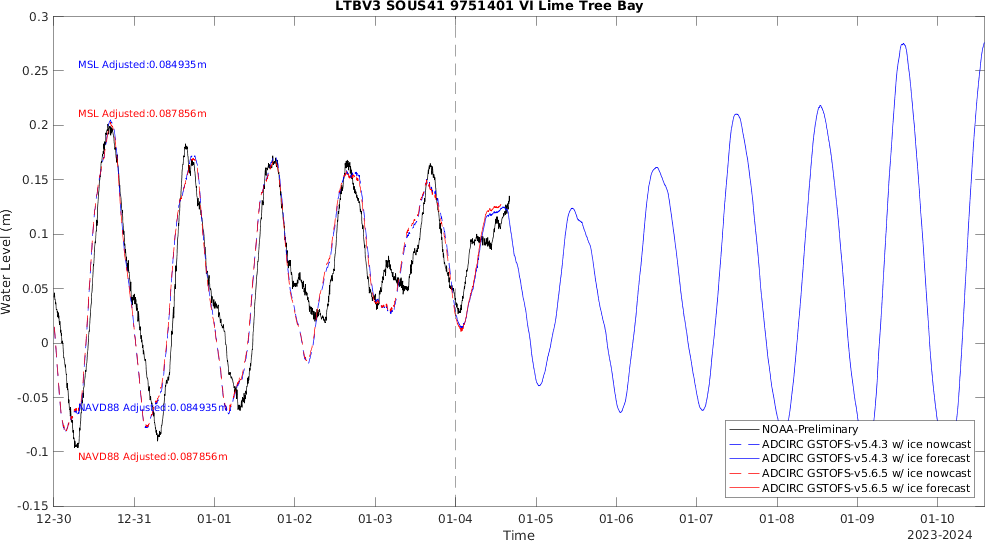 LTBV3 SOUS41 9751401 VI Lime Tree Bay
0.3
0.25
0.2
0.15
0.1
0.05
0
-0.05
-0.1
-0.15
Water Level (m)
MSL Adjusted:0.084935m
MSL Adjusted:0.087856m
NAVD88 Adjusted:0.084935m
NAVD88 Adjusted:0.087856m
NOAA-Preliminary
ADCIRC GSTOFS-v5.4.3 w/ ice nowcast
ADCIRC GSTOFS-v5.4.3 w/ ice forecast
ADCIRC GSTOFS-v5.6.5 w/ ice nowcast
ADCIRC GSTOFS-v5.6.5 w/ ice forecast
12-30 12-31 01-01 01-02 01-03 01-04 01-05 01-06 01-07 01-08 01-09 01-10
Time
2023-2024